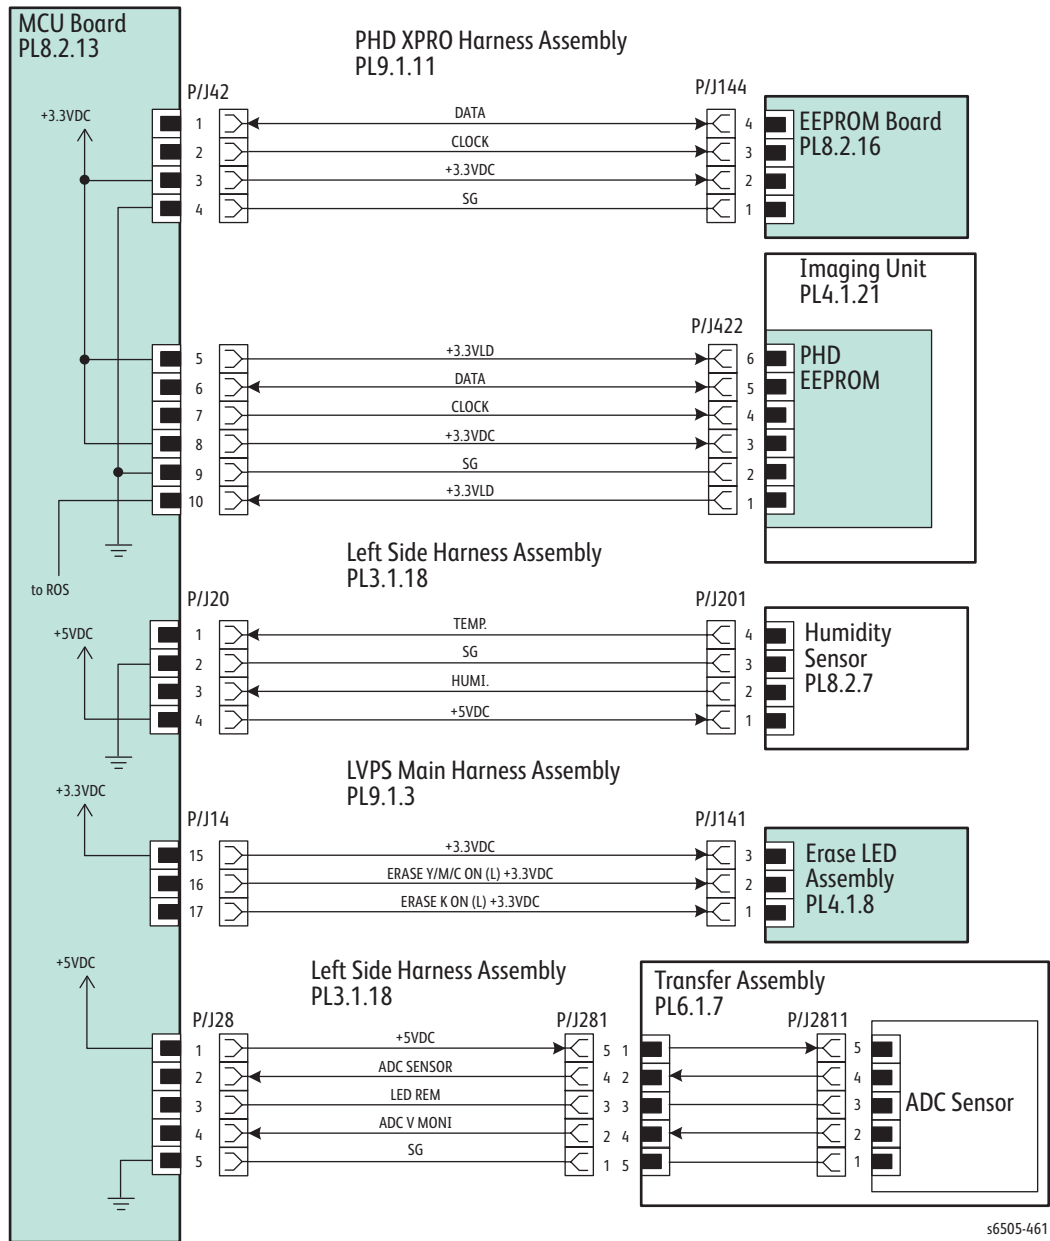 MCU Board
PL8.2.13
PHD XPRO Harness Assembly
PL9.1.11
P/J42
P/J144
+3.3VDC
1
DATA
4
2
CLOCK
3
3
+3.3VDC
2
4
SG
1
EEPROM Board
PL8.2.16
Imaging Unit
PL4.1.21
P/J422
5
+3.3VLD
6
6
DATA
5
7
CLOCK
4
8
+3.3VDC
3
9
SG
2
10
+3.3VLD
1
PHD
EEPROM
to ROS
Left Side Harness Assembly
PL3.1.18
P/J20
P/J201
+5VDC
1
TEMP.
4
2
SG
3
3
HUMI.
2
4
+5VDC
1
Humidity
Sensor
PL8.2.7
LVPS Main Harness Assembly
PL9.1.3
P/J14
P/J141
+3.3VDC
15
+3.3VDC
3
16
ERASE Y/M/C ON (L) +3.3VDC
2
17
ERASE K ON (L) +3.3VDC
1
Erase LED
Assembly
PL4.1.8
Left Side Harness Assembly
PL3.1.18
Transfer Assembly
PL6.1.7
+5VDC
P/J28
P/J281
P/J2811
1
+5VDC
5 1
5
2
ADC SENSOR
4 2
4
3
LED REM
3 3
3
4
ADC V MONI
2 4
2
5
SG
1 5
1
ADC Sensor
s6505-461